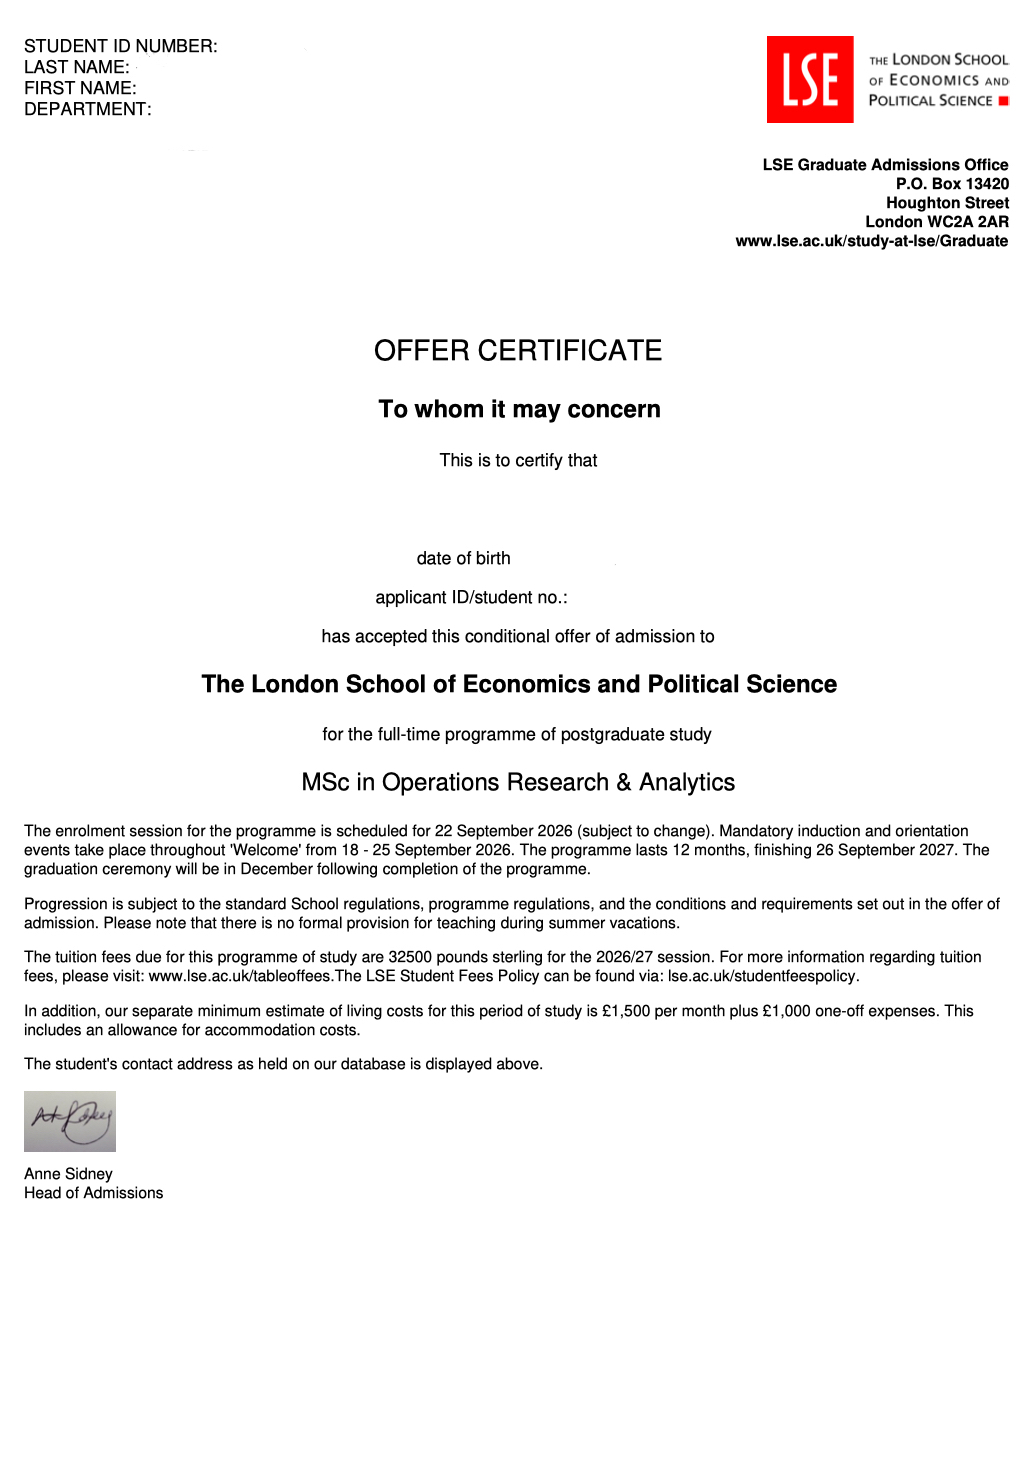 STUDENT ID NUMBER:
LAST NAME:
FIRST NAME:
DEPARTMENT:
LSE
THE LONDON SCHOOL
OF ECONOMICS AND
POLITICAL SCIENCE
LSE Graduate Admissions Office
P.O. Box 13420
Houghton Street
London WC2A 2AR
www.lse.ac.uk/study-at-lse/Graduate
OFFER CERTIFICATE
To whom it may concern
This is to certify that
date of birth
applicant ID/student no.:
has accepted this conditional offer of admission to
The London School of Economics and Political Science
for the full-time programme of postgraduate study
MSc in Operations Research & Analytics
The enrolment session for the programme is scheduled for 22 September 2026 (subject to change). Mandatory induction and orientation
events take place throughout 'Welcome' from 18 - 25 September 2026. The programme lasts 12 months, finishing 26 September 2027. The
graduation ceremony will be in December following completion of the programme.
Progression is subject to the standard School regulations, programme regulations, and the conditions and requirements set out in the offer of
admission. Please note that there is no formal provision for teaching during summer vacations.
The tuition fees due for this programme of study are 32500 pounds sterling for the 2026/27 session. For more information regarding tuition
fees, please visit: www.lse.ac.uk/tableoffees.The LSE Student Fees Policy can be found via: lse.ac.uk/studentfeespolicy.
In addition, our separate minimum estimate of living costs for this period of study is £1,500 per month plus £1,000 one-off expenses. This
includes an allowance for accommodation costs.
The student's contact address as held on our database is displayed above.
Anne Sidney
Head of Admissions